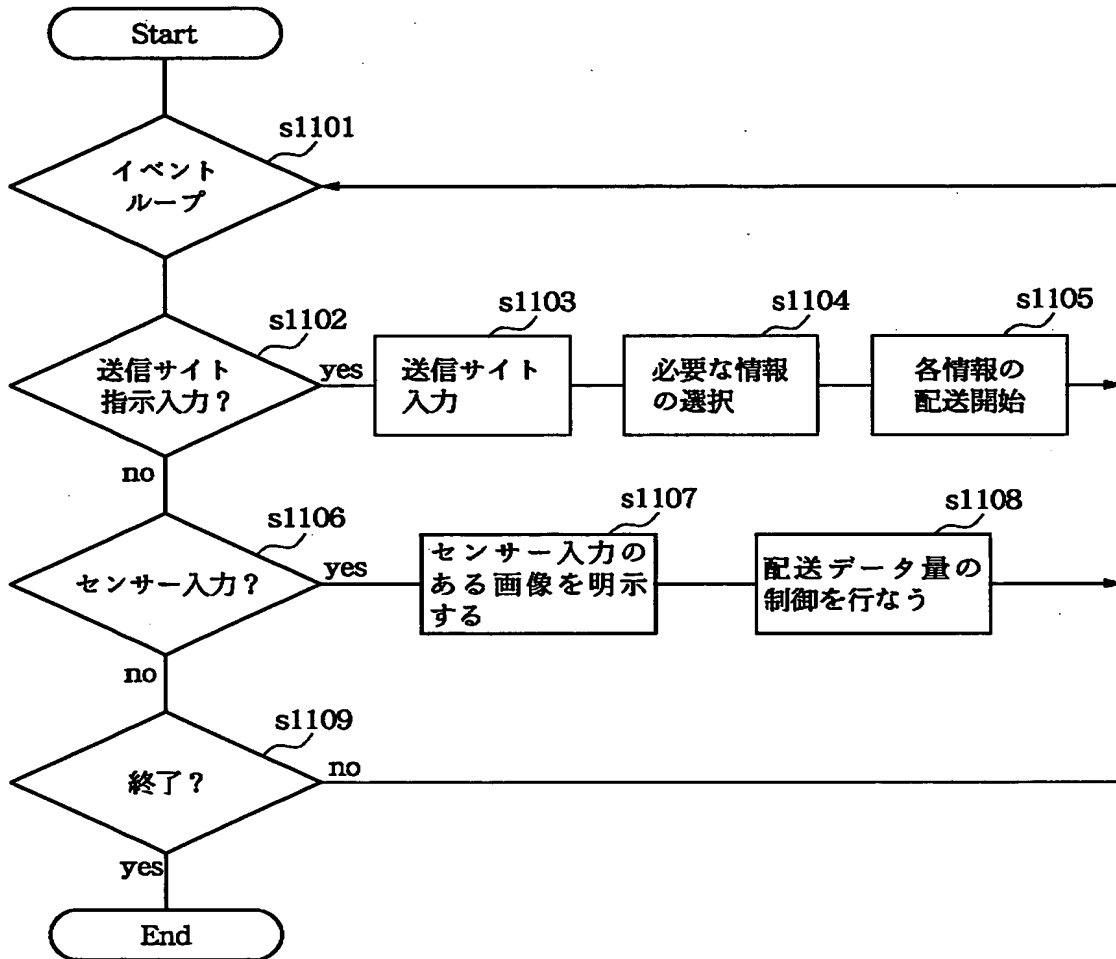 Start
s1101
イベント
ループ
s1102
送信サイト
指示入力？
yes
s1103
送信サイト
入力
s1104
必要な情報
の選択
s1105
各情報の
配送開始
no
s1106
センサー入力？
yes
s1107
センサー入力の
ある画像を明示
する
s1108
配送データ量の
制御を行なう
no
s1109
終了？
no
yes
End